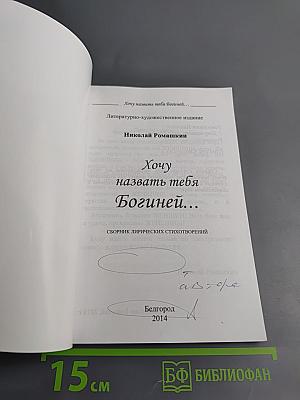 Хочу назвать тебя Богиней...
Литературно-художественное издание
Николай Ромашкин
Хочу
назвать тебя
Богиней...
СБОРНИК ЛИРИЧЕСКИХ СТИХОТВОРЕНИЙ
Белгород
2014
15 см
БФ БИБЛИОФАН